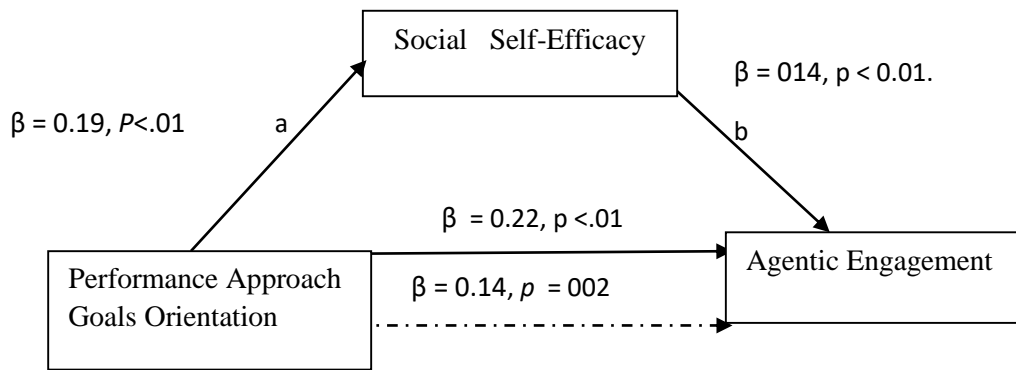 Social Self-Efficacy
β = 014, p < 0.01.
β = 0.19, P<.01
a
b
β = 0.22, p <.01
Performance Approach
Goals Orientation
Agentic Engagement
β = 0.14, p = 002